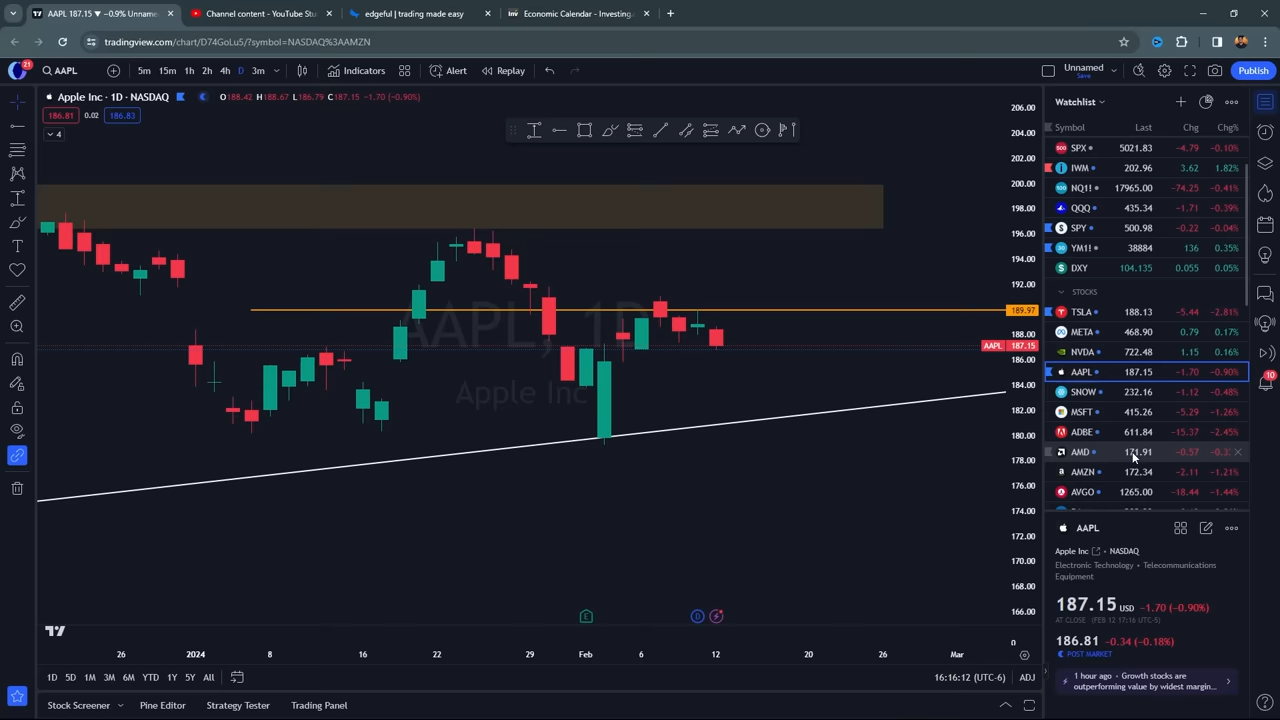 AAPL 187.15 ▼ −0.9% Unname
Channel content - YouTube Stu
edgeful | trading made easy
Economic Calendar - Investing.
tradingview.com/chart/D74GoLu5/?symbol=NASDAQ%3AAMZN
21
AAPL
5m 15m 1h 2h 4h D 3m
Indicators
Alert
Replay
Unnamed
Save
Publish
Apple Inc · 1D · NASDAQ
O188.42 H188.67 L186.79 C187.15 −1.70 (−0.90%)
186.81 0.02 186.83
4
AAPL, 1D
Apple Inc
206.00
204.00
202.00
200.00
198.00
196.00
194.00
192.00
189.97
188.00
AAPL 187.15
186.00
184.00
182.00
180.00
178.00
176.00
174.00
172.00
170.00
168.00
166.00
0
E
D
26 2024 8 16 22 29 Feb 6 12 20 26 Mar
1D 5D 1M 3M 6M YTD 1Y 5Y All
16:16:12 (UTC-6)
ADJ
Stock Screener
Pine Editor
Strategy Tester
Trading Panel
Watchlist
Symbol Last Chg Chg%
SPX 5021.83 −4.79 −0.10%
IWM 202.96 3.62 1.82%
NQ1! 17965.00 −74.25 −0.41%
QQQ 435.34 −1.71 −0.39%
SPY 500.98 −0.22 −0.04%
YM1! 38884 136 0.35%
DXY 104.135 0.055 0.05%
STOCKS
TSLA 188.13 −5.44 −2.81%
META 468.90 0.79 0.17%
NVDA 722.48 1.15 0.16%
AAPL 187.15 −1.70 −0.90%
SNOW 232.16 −1.12 −0.48%
MSFT 415.26 −5.29 −1.26%
ADBE 611.84 −15.37 −2.45%
AMD 171.91 −0.57 −0.3
AMZN 172.34 −2.11 −1.21%
AVGO 1265.00 −18.44 −1.44%
10
AAPL
Apple Inc · NASDAQ
Electronic Technology · Telecommunications
Equipment
187.15 USD −1.70 (−0.90%)
AT CLOSE (FEB 12 17:16 UTC-5)
186.81 −0.34 (−0.18%)
POST MARKET
1 hour ago · Growth stocks are
outperforming value by widest margin...